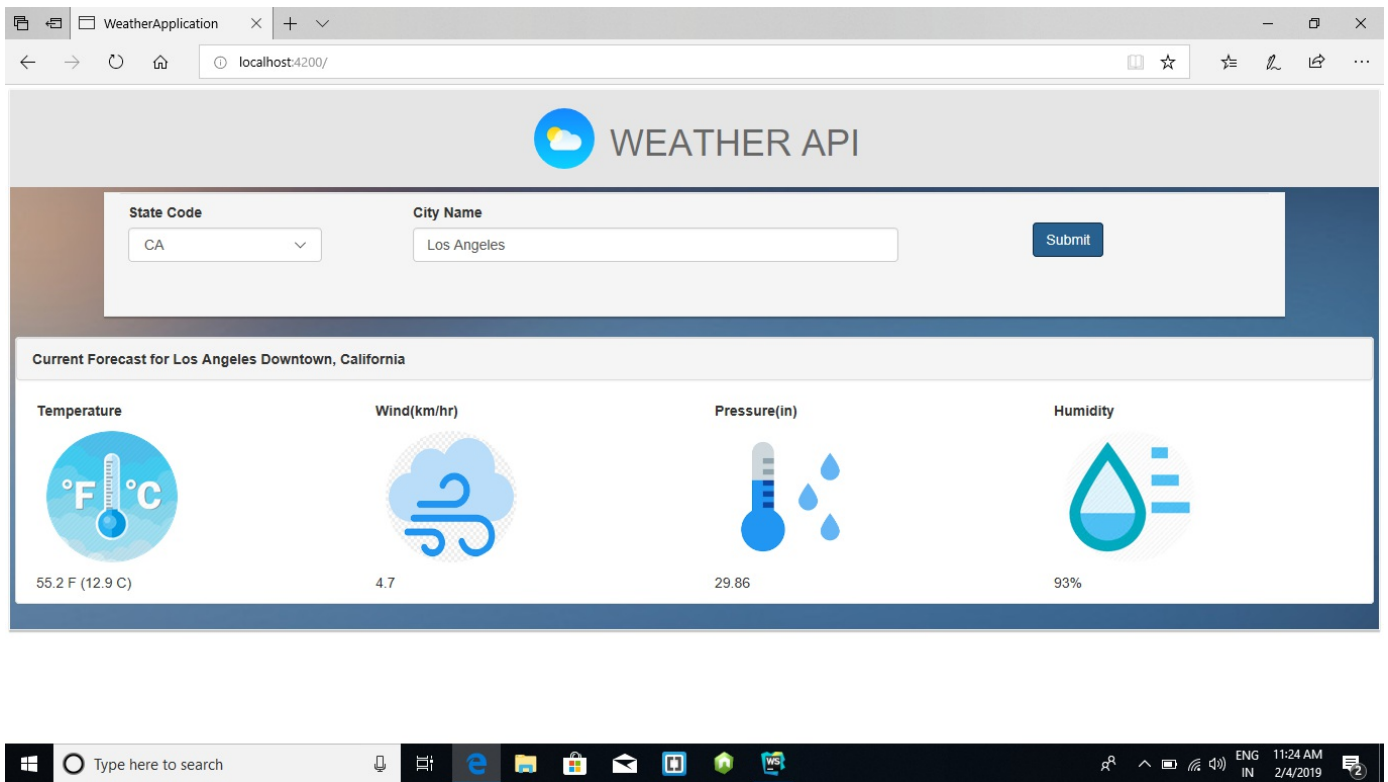 WeatherApplication
localhost:4200/
WEATHER API
State Code
City Name
CA
Los Angeles
Submit
Current Forecast for Los Angeles Downtown, California
Temperature
Wind(km/hr)
Pressure(in)
Humidity
°F °C
55.2 F (12.9 C)
4.7
29.86
93%
Type here to search
WS
ENG
IN
11:24 AM
2/4/2019
2